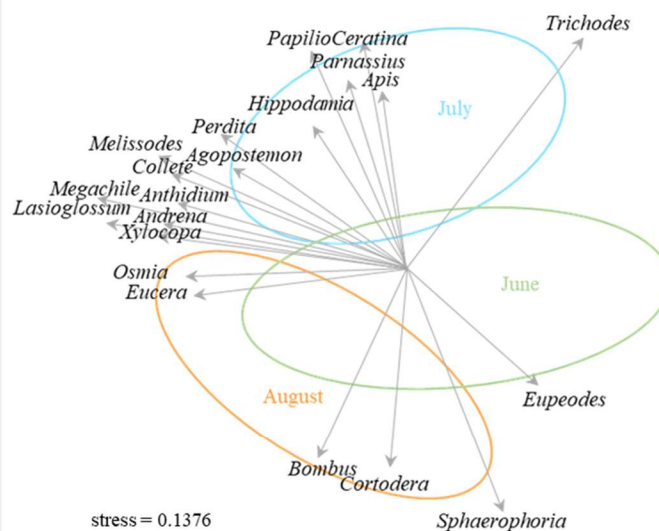 Trichodes
PapilioCeratina
Parnassius
Apis
Hippodamia
July
Perdita
Melissodes
Agopostemon
Collete
Megachile
Anthidium
Lasioglossum
Andrena
Xylocopa
Osmia
June
Eucera
August
Eupeodes
Bombus
Cortodera
Sphaerophoria
stress = 0.1376